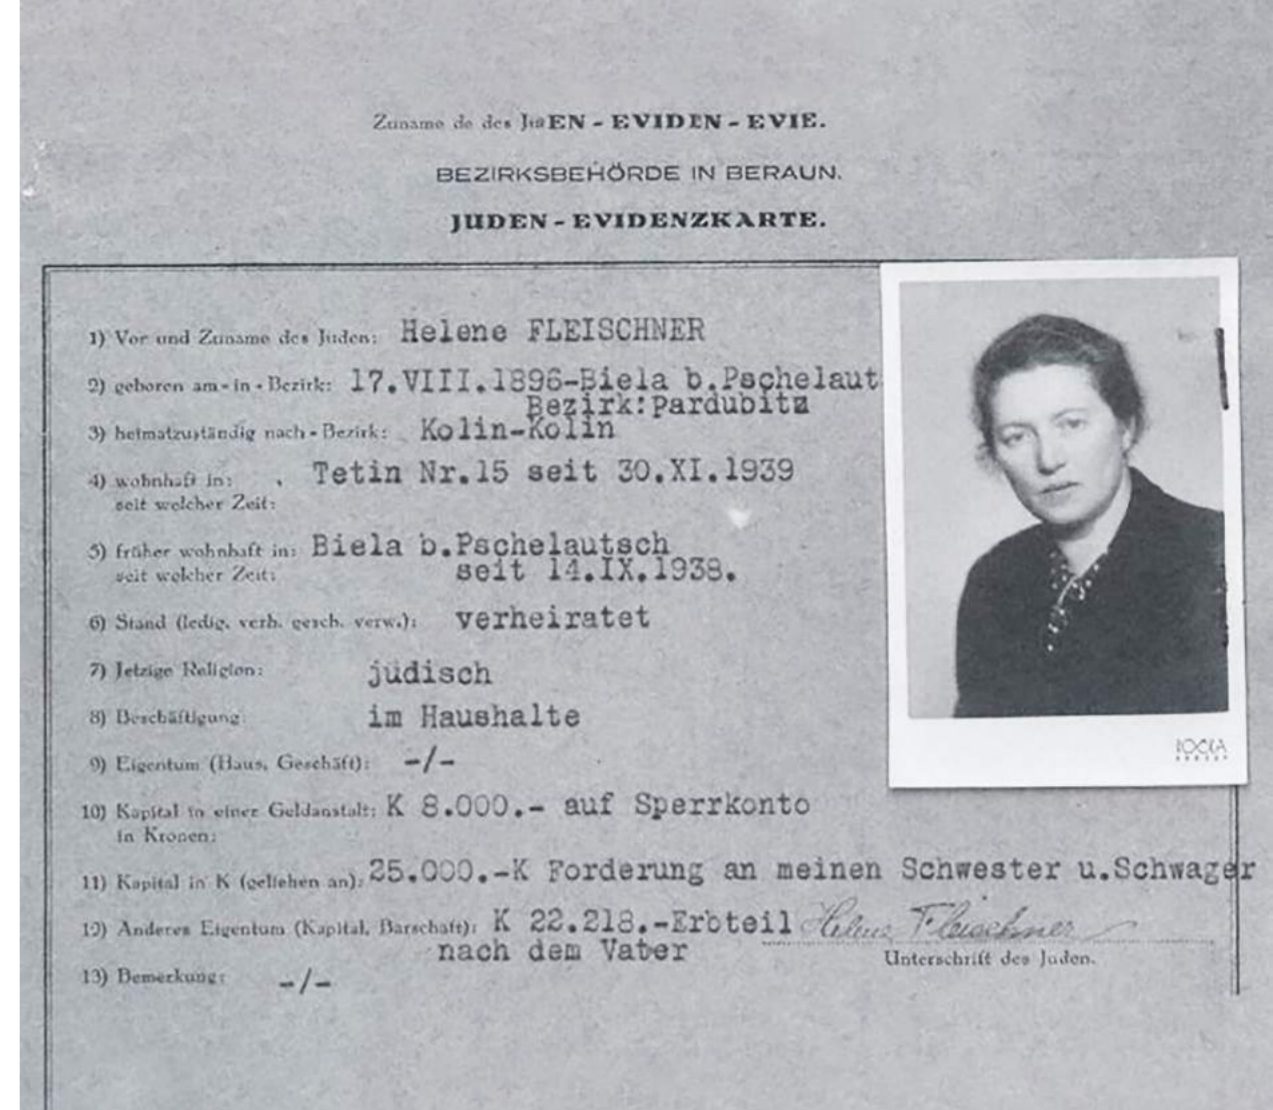 Zuname de des JuEN - EVIDEN - EVIE.
BEZIRKSBEHÖRDE IN BERAUN.
JUDEN - EVIDENZKARTE.
1) Vor und Zuname des Juden: Helene FLEISCHNER
2) geboren am - in - Bezirk: 17.VIII.1896-Biela b.Pschelaut
Bezirk:Pardubitz
3) heimatzuständig nach - Bezirk: Kolin-Kolin
4) wohnhaft in: Tetin Nr.15 seit 30.XI.1939
seit welcher Zeit:
5) früher wohnhaft in: Biela b.Pschelautsch
seit welcher Zeit: seit 14.IX.1938.
6) Stand (ledig, verh. gesch. verw.): verheiratet
7) Jetzige Religion: jüdisch
8) Beschäftigung: im Haushalte
9) Eigentum (Haus, Geschäft): -/-
10) Kapital in einer Geldanstalt: K 8.000.- auf Sperrkonto
in Kronen:
11) Kapital in K (geliehen an): 25.000.-K Forderung an meinen Schwester u.Schwager
12) Anderes Eigentum (Kapital, Barschaft): K 22.218.-Erbteil Helene Fleischner
nach dem Vater Unterschrift des Juden.
13) Bemerkung: -/-